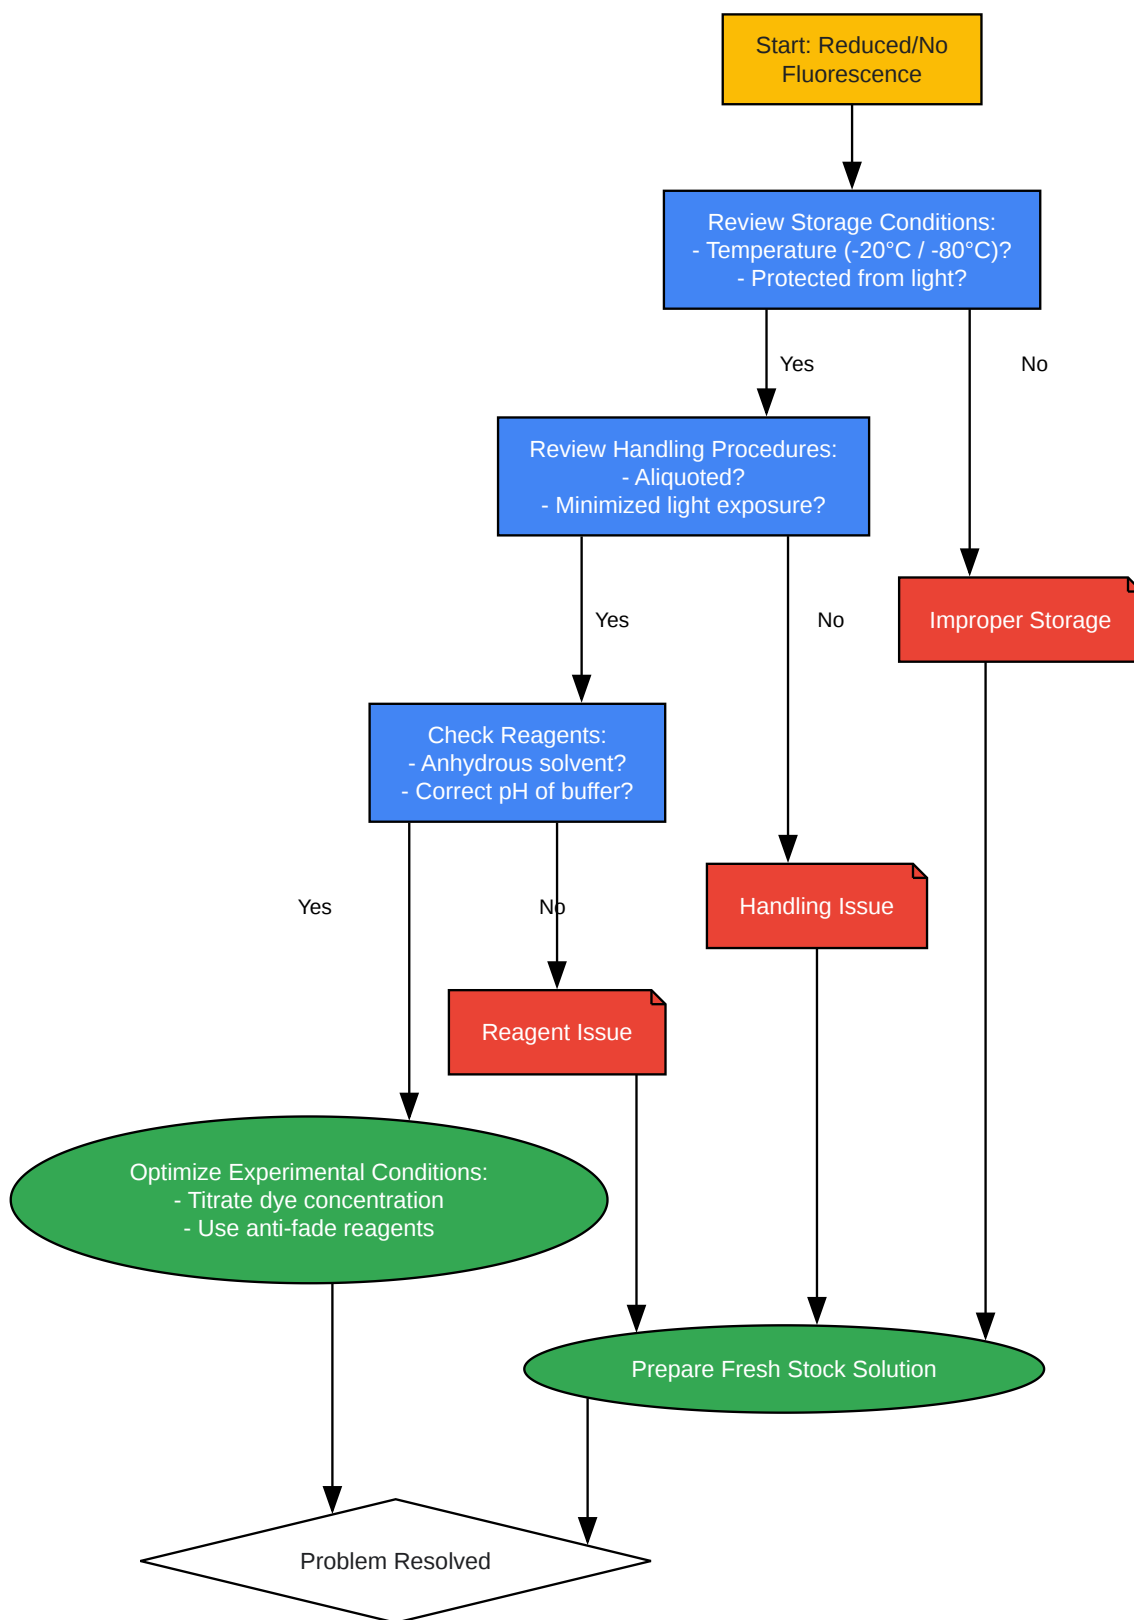 Start: Reduced/No
Fluorescence
Review Storage Conditions:
- Temperature (-20°C / -80°C)?
- Protected from light?
Yes
No
Review Handling Procedures:
- Aliquoted?
- Minimized light exposure?
Yes
No
Improper Storage
Check Reagents:
- Anhydrous solvent?
- Correct pH of buffer?
Yes
No
Handling Issue
Reagent Issue
Optimize Experimental Conditions:
- Titrate dye concentration
- Use anti-fade reagents
Prepare Fresh Stock Solution
Problem Resolved